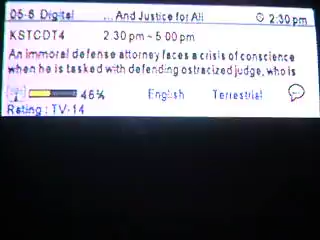 05-6 Digital ...And Justice for All 2:30 pm
KSTCDT4 2:30 pm - 5:00 pm
An immoral defense attorney faces a crisis of conscience
when he is tasked with defending ostracized judge, who is
46% English Terrestrial
Rating: TV-14